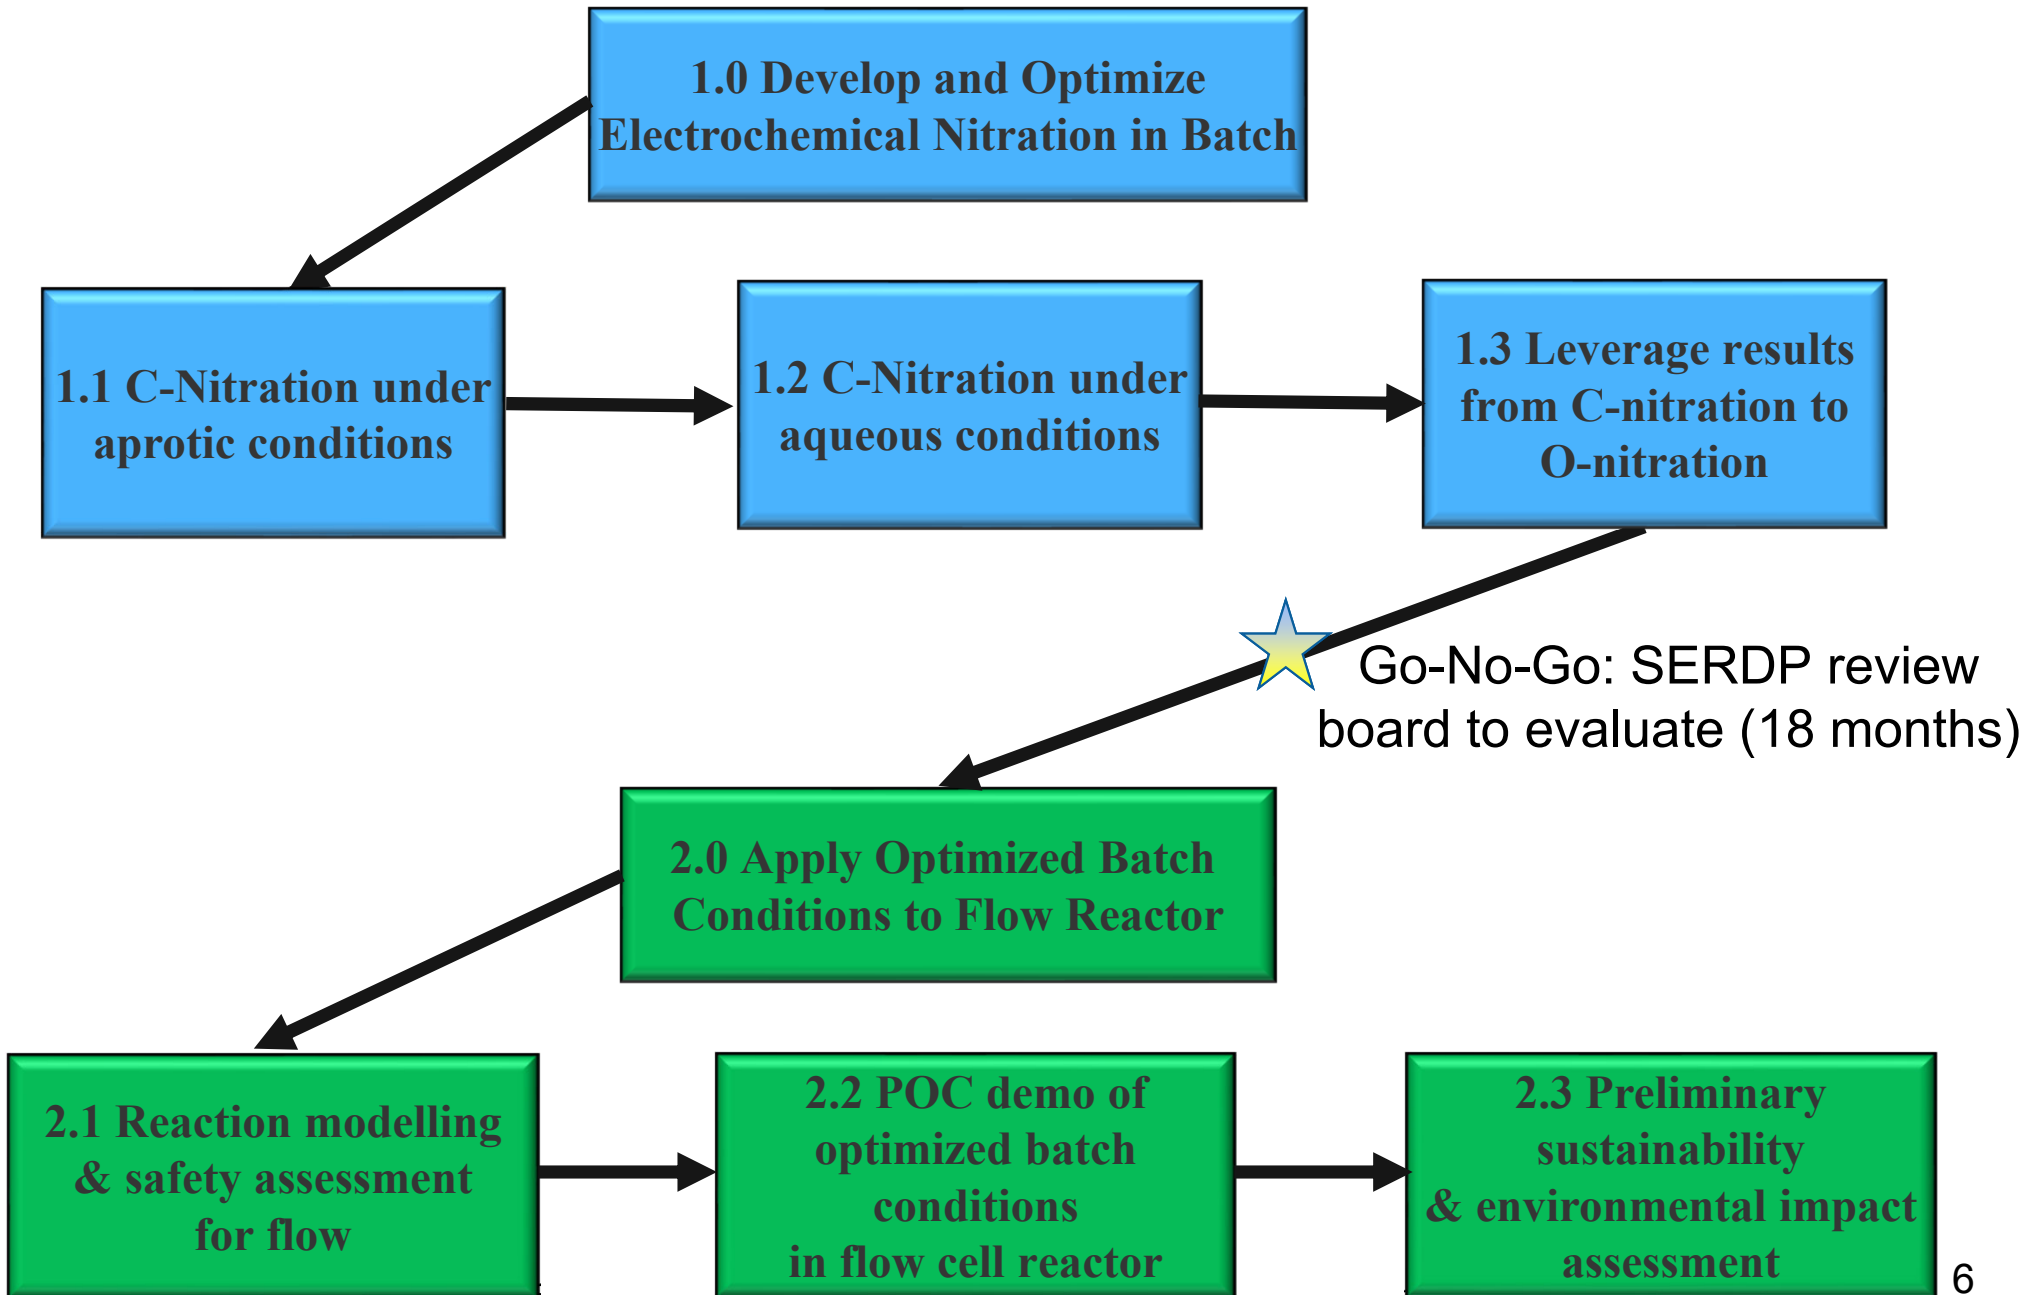 1.0 Develop and Optimize
Electrochemical Nitration in Batch
1.1 C-Nitration under
aprotic conditions
1.2 C-Nitration under
aqueous conditions
1.3 Leverage results
from C-nitration to
O-nitration
Go-No-Go: SERDP review
board to evaluate (18 months)
2.0 Apply Optimized Batch
Conditions to Flow Reactor
2.1 Reaction modelling
& safety assessment
for flow
2.2 POC demo of
optimized batch
conditions
in flow cell reactor
2.3 Preliminary
sustainability
& environmental impact
assessment
6